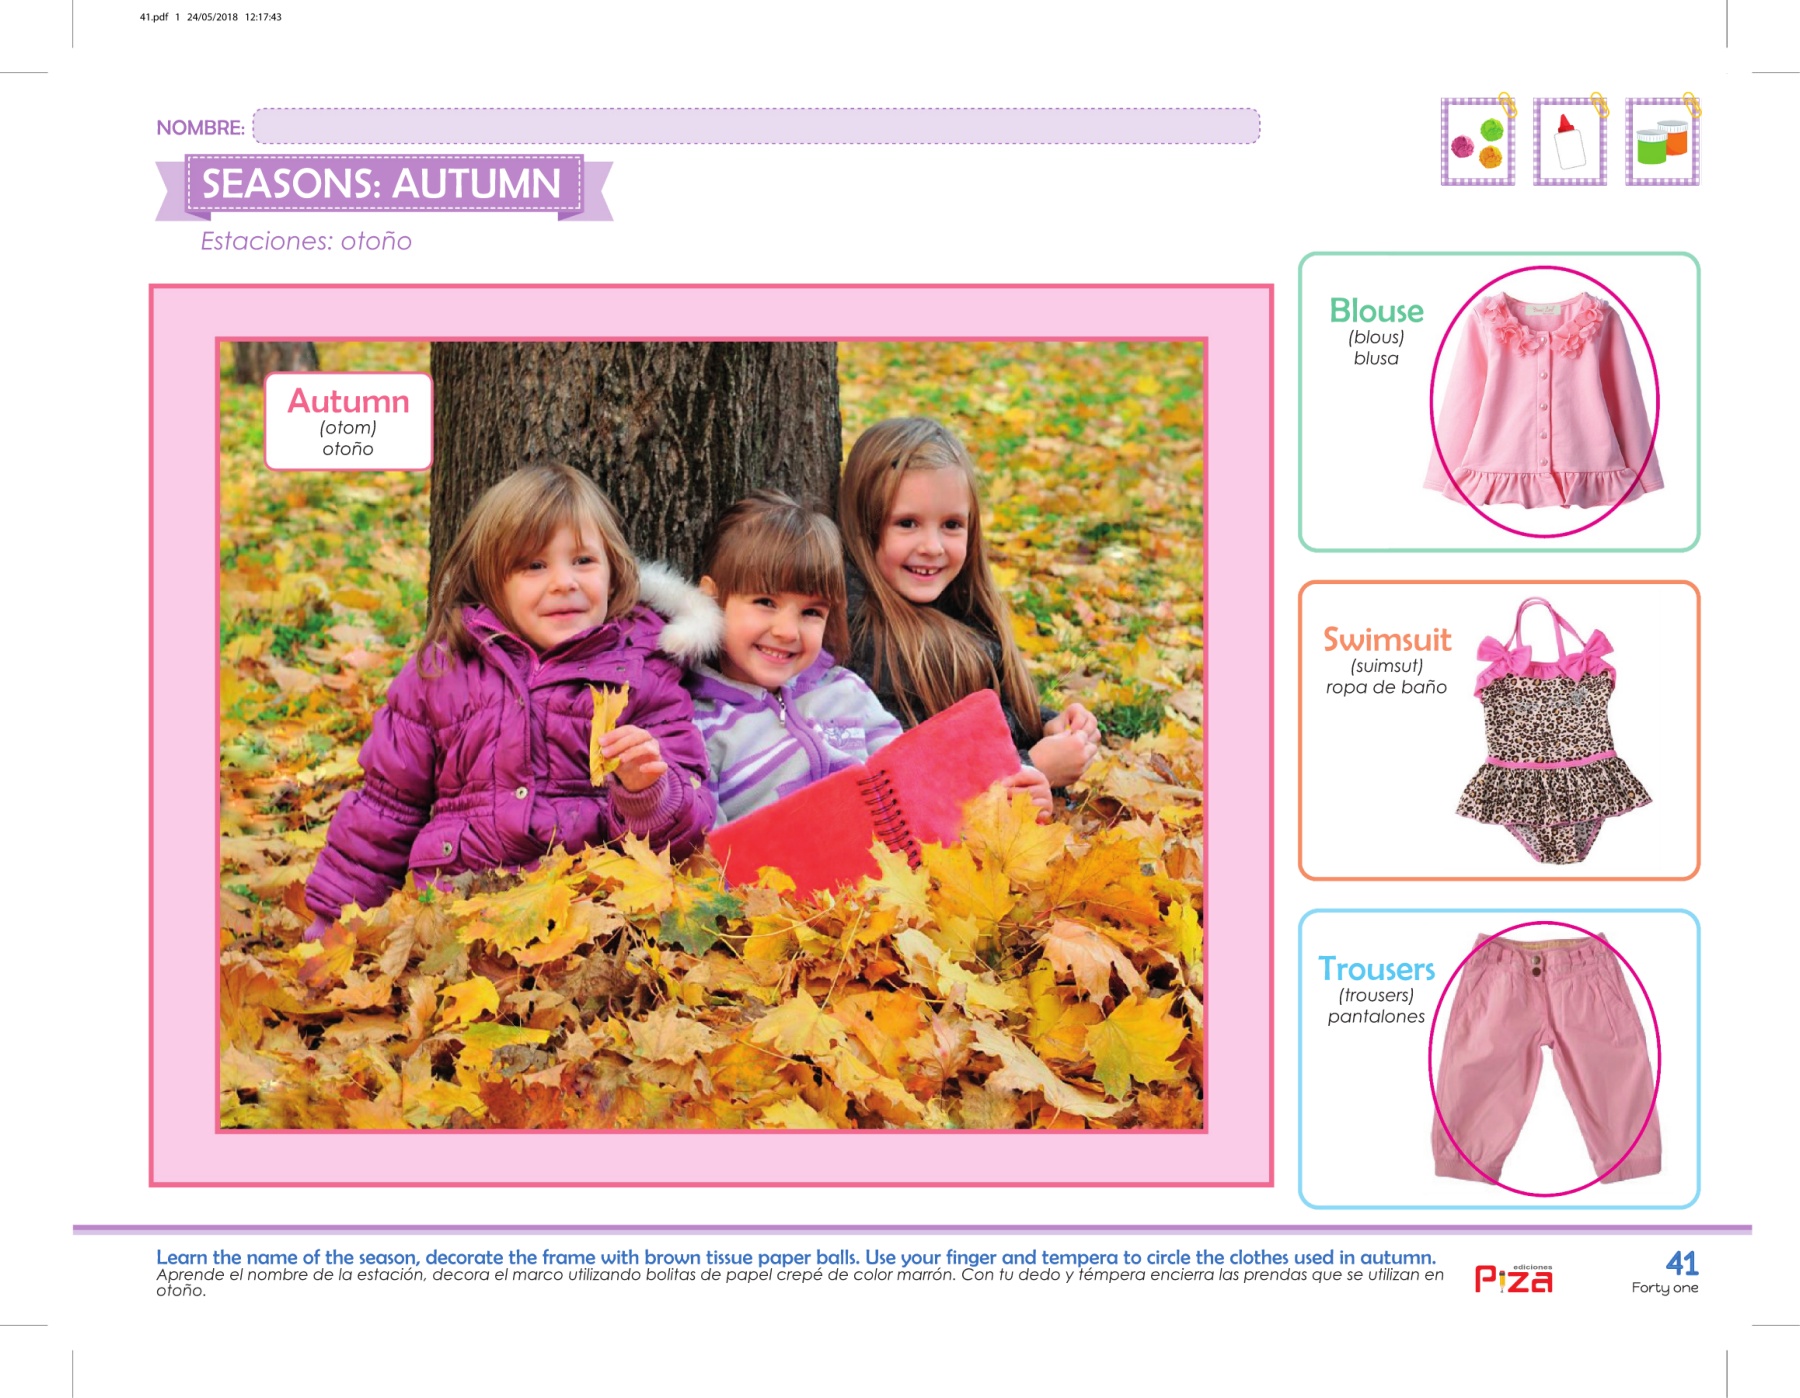 41.pdf 1 24/05/2018 12:17:43
NOMBRE:
SEASONS: AUTUMN
Estaciones: otoño
Autumn
(otom)
otoño
Blouse
(blous)
blusa
Swimsuit
(suimsut)
ropa de baño
Trousers
(trousers)
pantalones
Learn the name of the season, decorate the frame with brown tissue paper balls. Use your finger and tempera to circle the clothes used in autumn.
Aprende el nombre de la estación, decora el marco utilizando bolitas de papel crepé de color marrón. Con tu dedo y témpera encierra las prendas que se utilizan en
otoño.
ediciones
Piza
41
Forty one